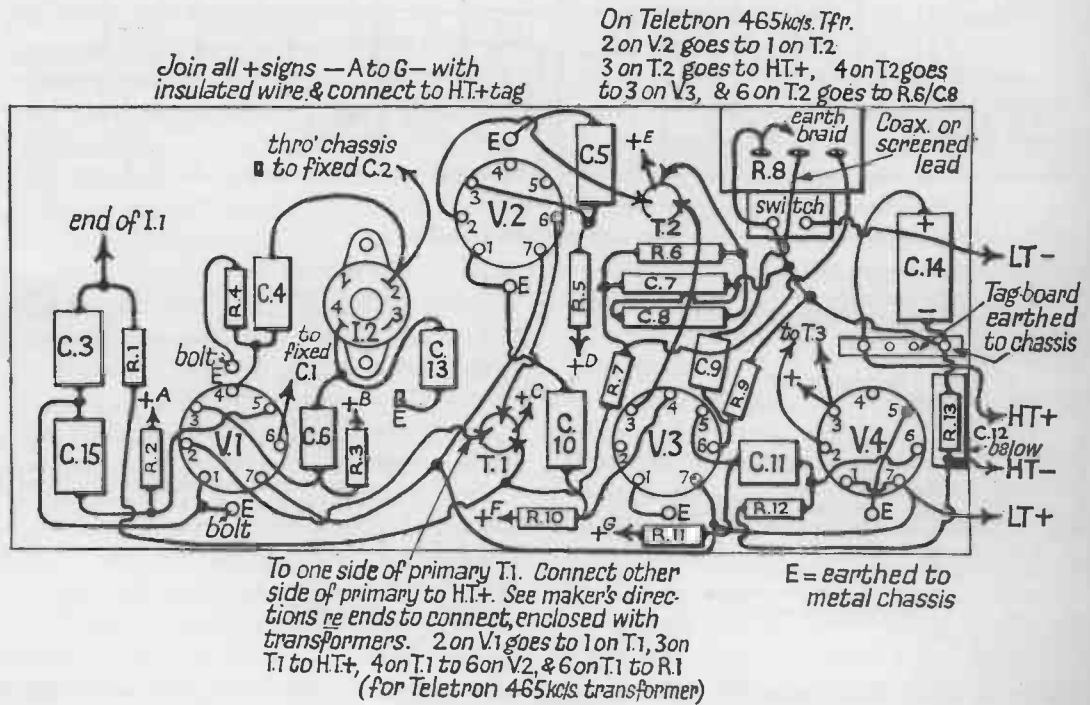 On Teletron 465kc/s. Tfr.
2 on V.2 goes to 1 on T.2
3 on T.2 goes to HT.+, 4 on T2 goes
to 3 on V3, & 6 on T.2 goes to R.6/C8
Join all + signs —A to G— with
insulated wire & connect to HT.+ tag
thro' chassis
to fixed C.2
earth
braid
Coax. or
screened
lead
end of I.1
E
4
3
5
2
V.2
6
1
7
E
C.5
+E
T.2
R.8
switch
+
C.14
–
LT–
Tag-board
earthed
to chassis
R.4
C.4
1
2
4
3
I.2
R.5
R.6
C.7
C.8
C.3
R.1
bolt
E
to
fixed
C.1
C.13
E
+D
R.7
C.9
R.9
to T3
+
+A
4
3
5
2
V.1
6
1
7
E
bolt
C.15
R.2
C.6
+B
R.3
+C
T.1
C.10
4
3
5
2
V.3
6
1
7
E
C.11
R.12
4
3
5
2
V.4
6
1
7
E
R.13
C.12
below
HT+
HT–
LT+
+F
R.10
+G
R.11
To one side of primary T.1. Connect other
side of primary to HT.+. See maker's direc-
tions re ends to connect, enclosed with
transformers. 2 on V.1 goes to 1 on T.1, 3 on
T.1 to HT.+, 4 on T.1 to 6 on V.2, & 6 on T.1 to R.1
(for Teletron 465kc/s. transformer)
E = earthed to
metal chassis